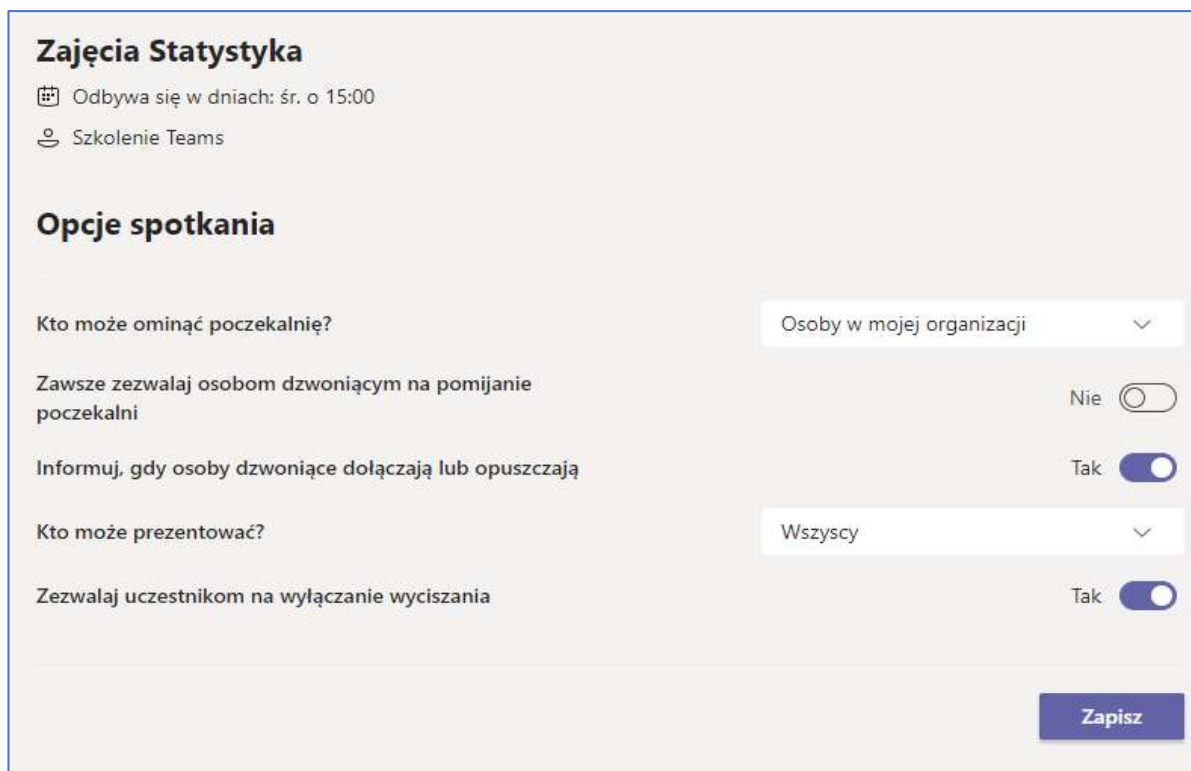 Zajęcia Statystyka
Odbywa się w dniach: śr. o 15:00
Szkolenie Teams
Opcje spotkania
Kto może ominąć poczekalnię?
Osoby w mojej organizacji
Zawsze zezwalaj osobom dzwoniącym na pomijanie
poczekalni
Nie
Informuj, gdy osoby dzwoniące dołączają lub opuszczają
Tak
Kto może prezentować?
Wszyscy
Zezwalaj uczestnikom na wyłączanie wyciszania
Tak
Zapisz